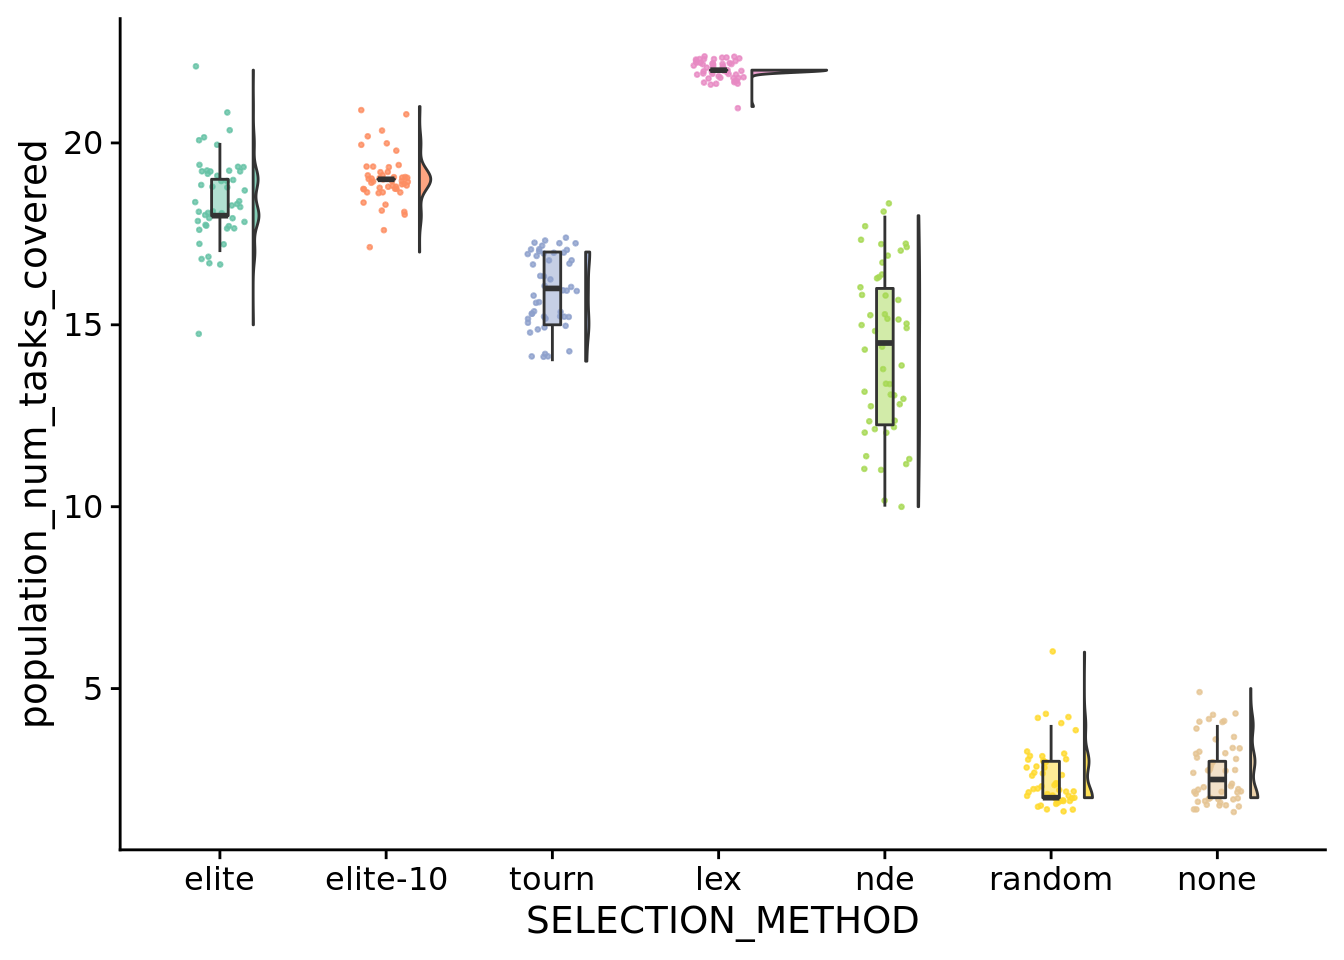 population_num_tasks_covered
20
15
10
5
elite elite-10 tourn lex nde random none
SELECTION_METHOD